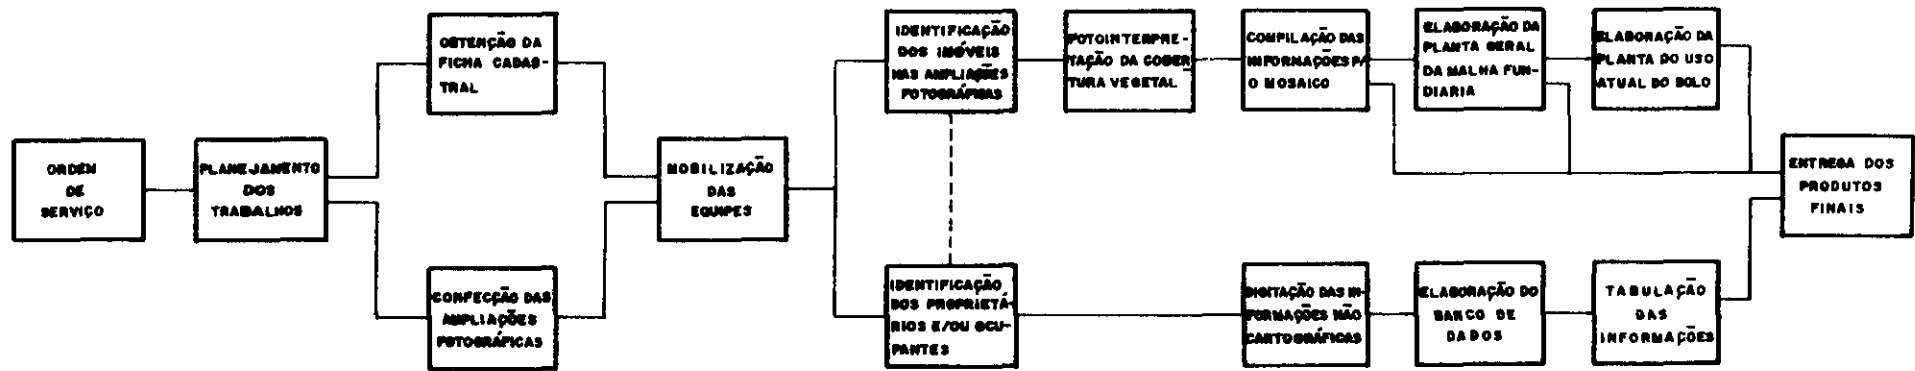 ORDEM
DE
SERVIÇO
PLANEJAMENTO
DOS
TRABALHOS
OBTENÇÃO DA
FICHA CADAS-
TRAL
CONFECÇÃO DAS
AMPLIAÇÕES
FOTOGRÁFICAS
MOBILIZAÇÃO
DAS
EQUIPES
IDENTIFICAÇÃO
DOS IMÓVEIS
NAS AMPLIAÇÕES
FOTOGRÁFICAS
FOTOINTERPRE-
TAÇÃO DA COBER
TURA VEGETAL
COMPILAÇÃO DAS
INFORMAÇÕES P/
O MOSAICO
ELABORAÇÃO DA
PLANTA GERAL
DA MALHA FUN-
DIARIA
ELABORAÇÃO DA
PLANTA DO USO
ATUAL DO SOLO
IDENTIFICAÇÃO
DOS PROPRIETÁ-
RIOS E/OU OCU-
PANTES
DIGITAÇÃO DAS IN-
FORMAÇÕES NÃO
CARTOGRÁFICAS
ELABORAÇÃO DO
BANCO DE
DADOS
TABULAÇÃO
DAS
INFORMAÇÕES
ENTREGA DOS
PRODUTOS
FINAIS